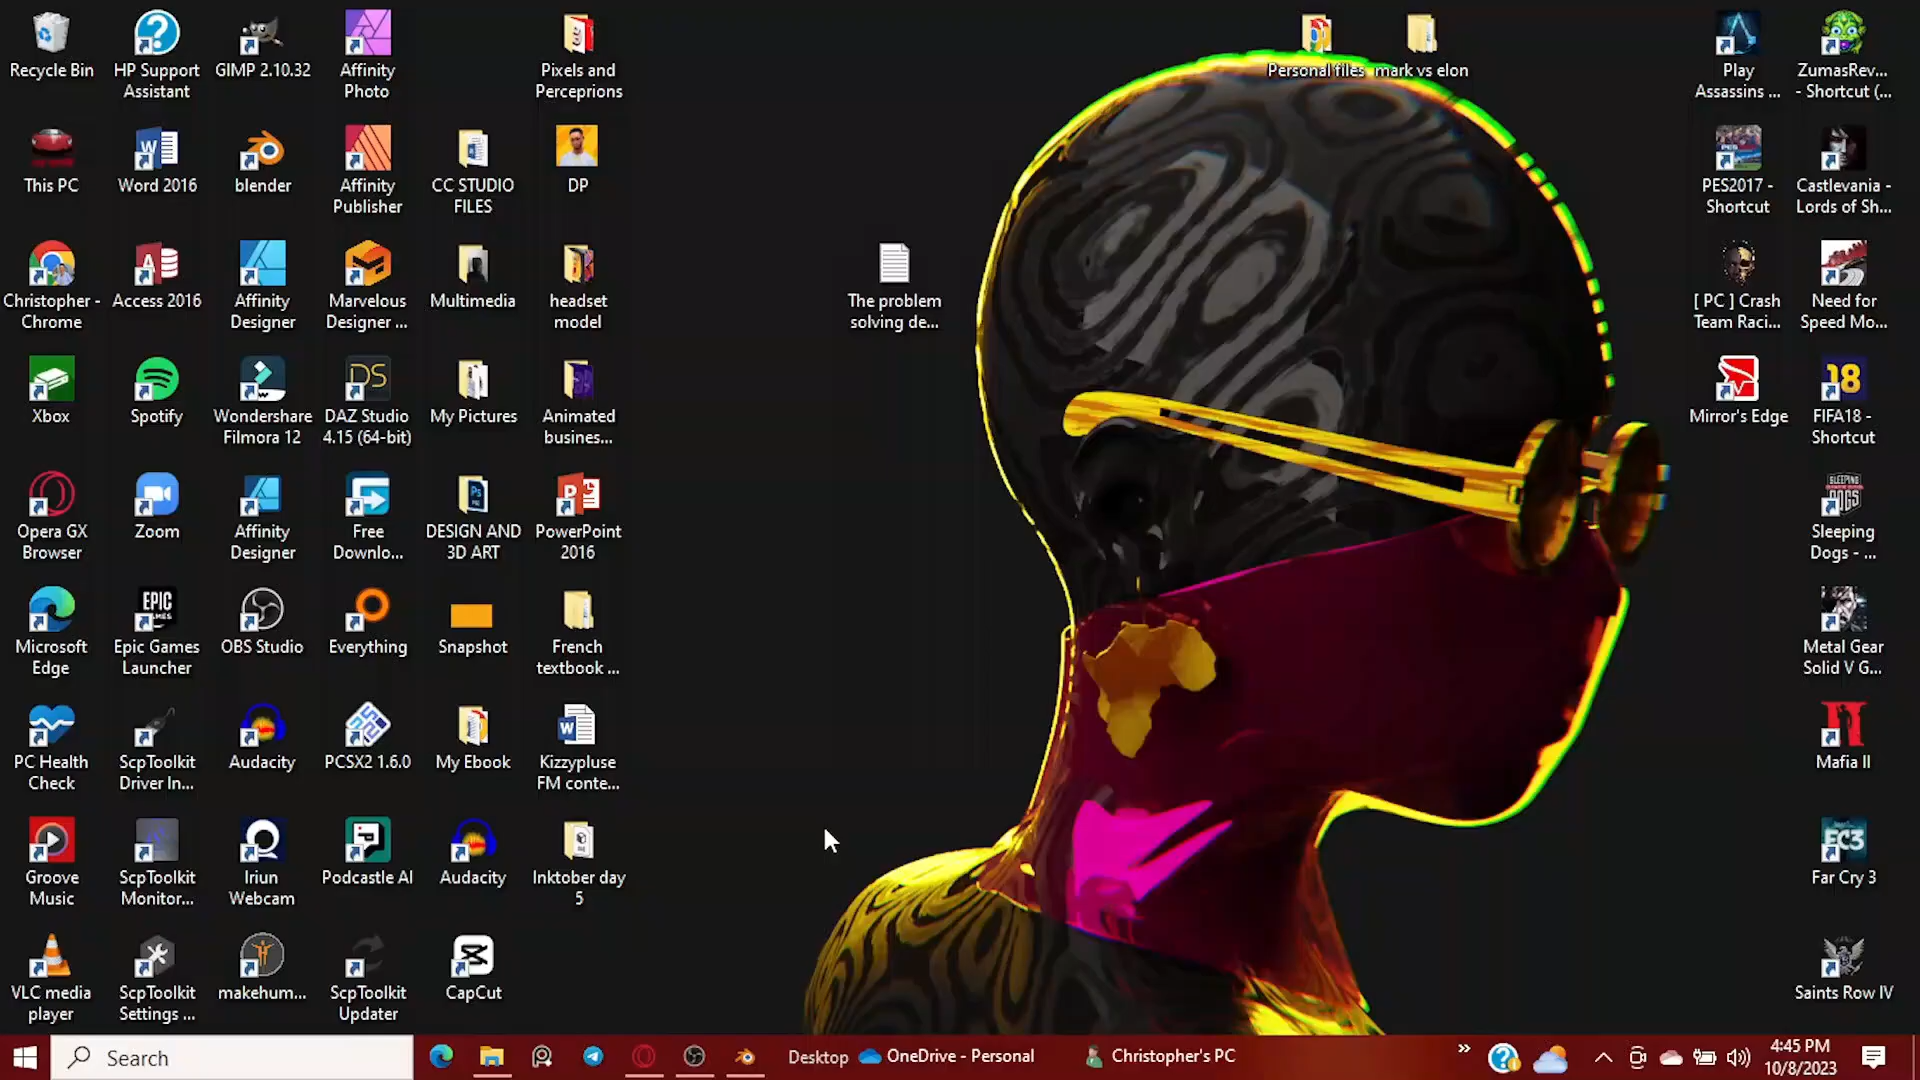 Recycle Bin
HP Support
Assistant
GIMP 2.10.32
Affinity
Photo
Pixels and
Perceprions
Personal files
mark vs elon
Play
Assassins ...
ZumasRev...
- Shortcut (...
This PC
Word 2016
blender
Affinity
Publisher
CC STUDIO
FILES
DP
PES2017 -
Shortcut
Castlevania -
Lords of Sh...
Christopher -
Chrome
Access 2016
Affinity
Designer
Marvelous
Designer ...
Multimedia
headset
model
The problem
solving de...
[ PC ] Crash
Team Raci...
Need for
Speed Mo...
Xbox
Spotify
Wondershare
Filmora 12
DS
DAZ Studio
4.15 (64-bit)
My Pictures
Animated
busines...
Mirror's Edge
18
FIFA18 -
Shortcut
Opera GX
Browser
Zoom
Affinity
Designer
Free
Downlo...
DESIGN AND
3D ART
PowerPoint
2016
SLEEPING
DOGS
Sleeping
Dogs - ...
Microsoft
Edge
EPIC
GAMES
Epic Games
Launcher
OBS Studio
Everything
Snapshot
French
textbook ...
Metal Gear
Solid V G...
PC Health
Check
ScpToolkit
Driver In...
Audacity
PCSX2 1.6.0
My Ebook
Kizzypluse
FM conte...
Mafia II
Groove
Music
ScpToolkit
Monitor...
Iriun
Webcam
Podcastle AI
Audacity
Inktober day
5
FC3
Far Cry 3
VLC media
player
ScpToolkit
Settings ...
makehum...
ScpToolkit
Updater
CapCut
Saints Row IV
Search
Desktop
OneDrive - Personal
Christopher's PC
»
4:45 PM
10/8/2023